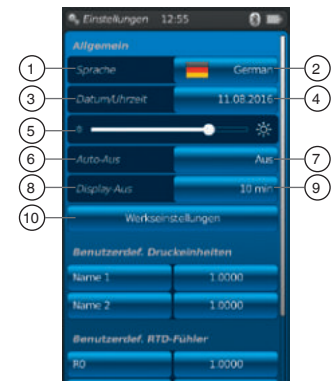 Einstellungen 12:55 0
Allgemein
1 Sprache German 2
3 Datum/Uhrzeit 11.08.2016 4
5
6 Auto-Aus Aus 7
8 Display-Aus 10 min 9
10 Werkseinstellungen
Benutzerdef. Druckeinheiten
Name 1 1.0000
Name 2 1.0000
Benutzerdef. RTD-Fühler
R0 1.0000